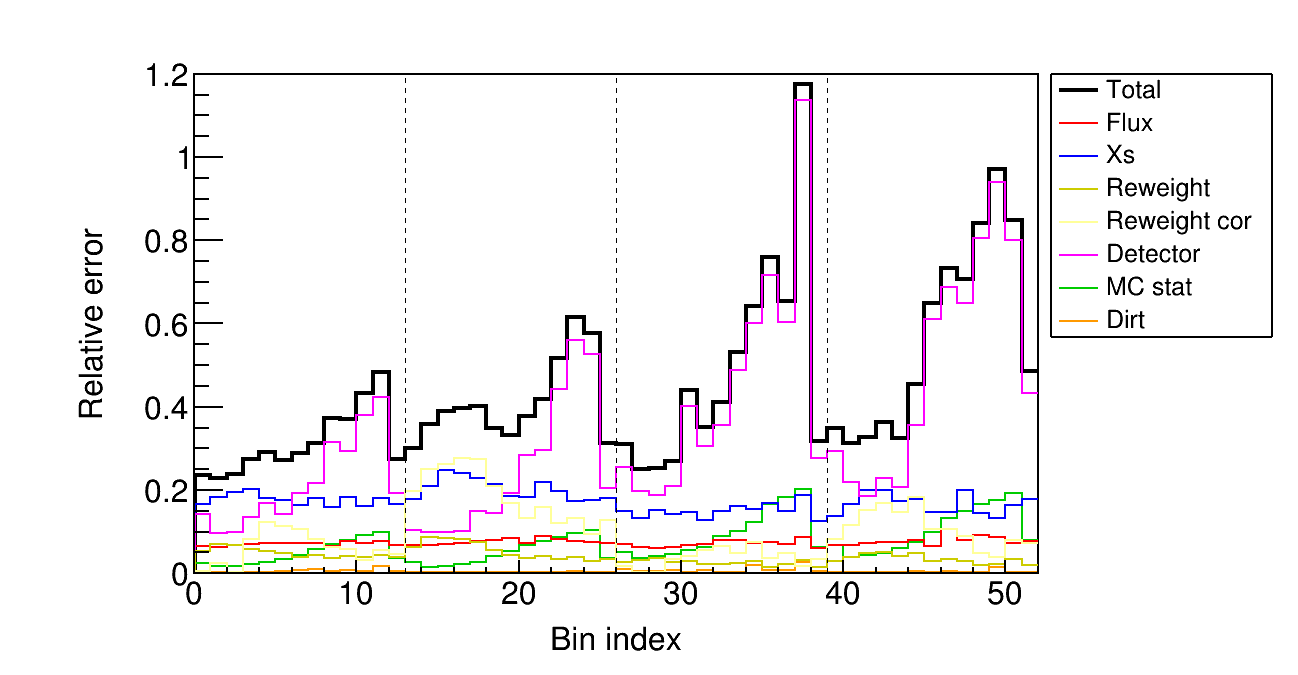 1.2
1
0.8
0.6
0.4
0.2
0
Relative error
0 10 20 30 40 50
Bin index
Total
Flux
Xs
Reweight
Reweight cor
Detector
MC stat
Dirt